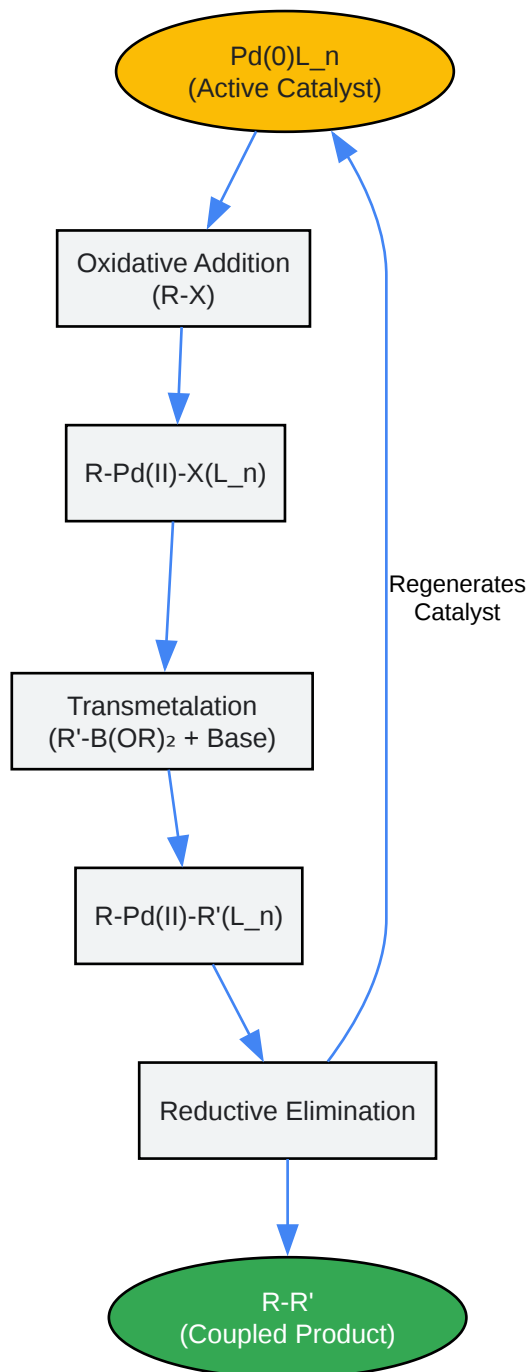 Pd(0)L_n
(Active Catalyst)
Oxidative Addition
(R-X)
R-Pd(II)-X(L_n)
Regenerates
Catalyst
Transmetalation
(R'-B(OR)₂ + Base)
R-Pd(II)-R'(L_n)
Reductive Elimination
R-R'
(Coupled Product)